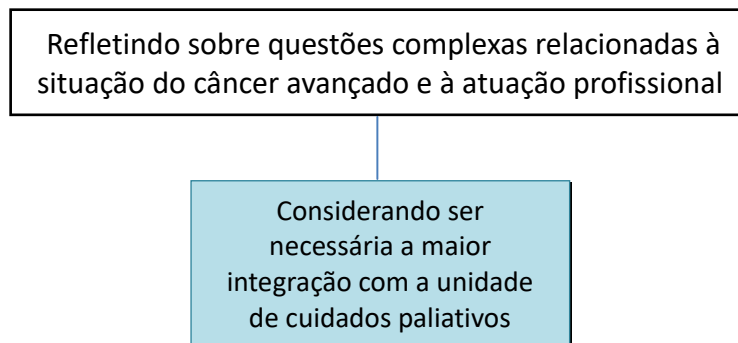 Refletindo sobre questões complexas relacionadas à
situação do câncer avançado e à atuação profissional
Considerando ser
necessária a maior
integração com a unidade
de cuidados paliativos